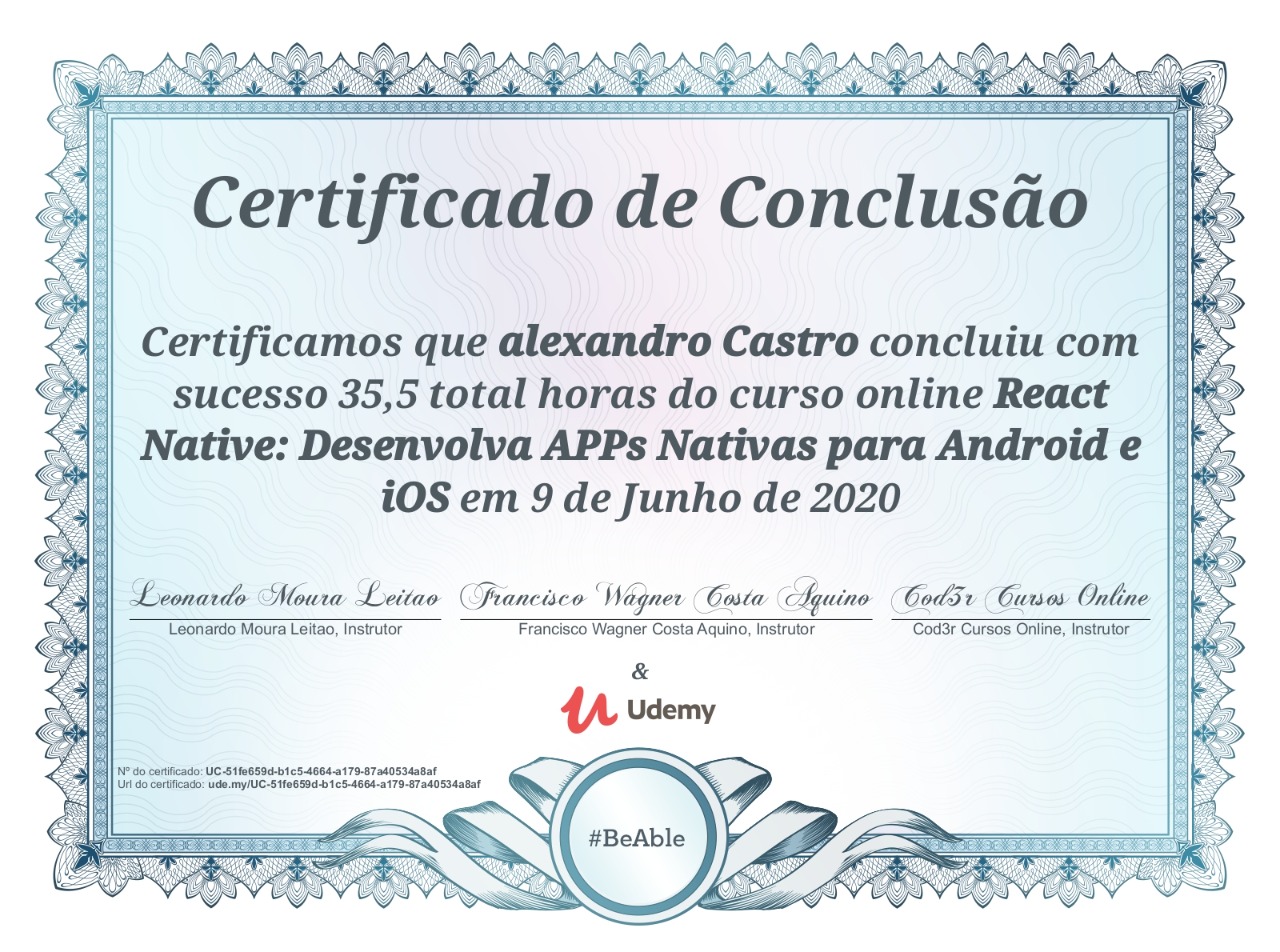 Certificado de Conclusão
Certificamos que alexandro Castro concluiu com
sucesso 35,5 total horas do curso online React
Native: Desenvolva APPs Nativas para Android e
iOS em 9 de Junho de 2020
Leonardo Moura Leitao Francisco Wagner Costa Aquino Cod3r Cursos Online
Leonardo Moura Leitao, Instrutor Francisco Wagner Costa Aquino, Instrutor Cod3r Cursos Online, Instrutor
&
Udemy
Nº do certificado: UC-51fe659d-b1c5-4664-a179-87a40534a8af
Url do certificado: ude.my/UC-51fe659d-b1c5-4664-a179-87a40534a8af
#BeAble